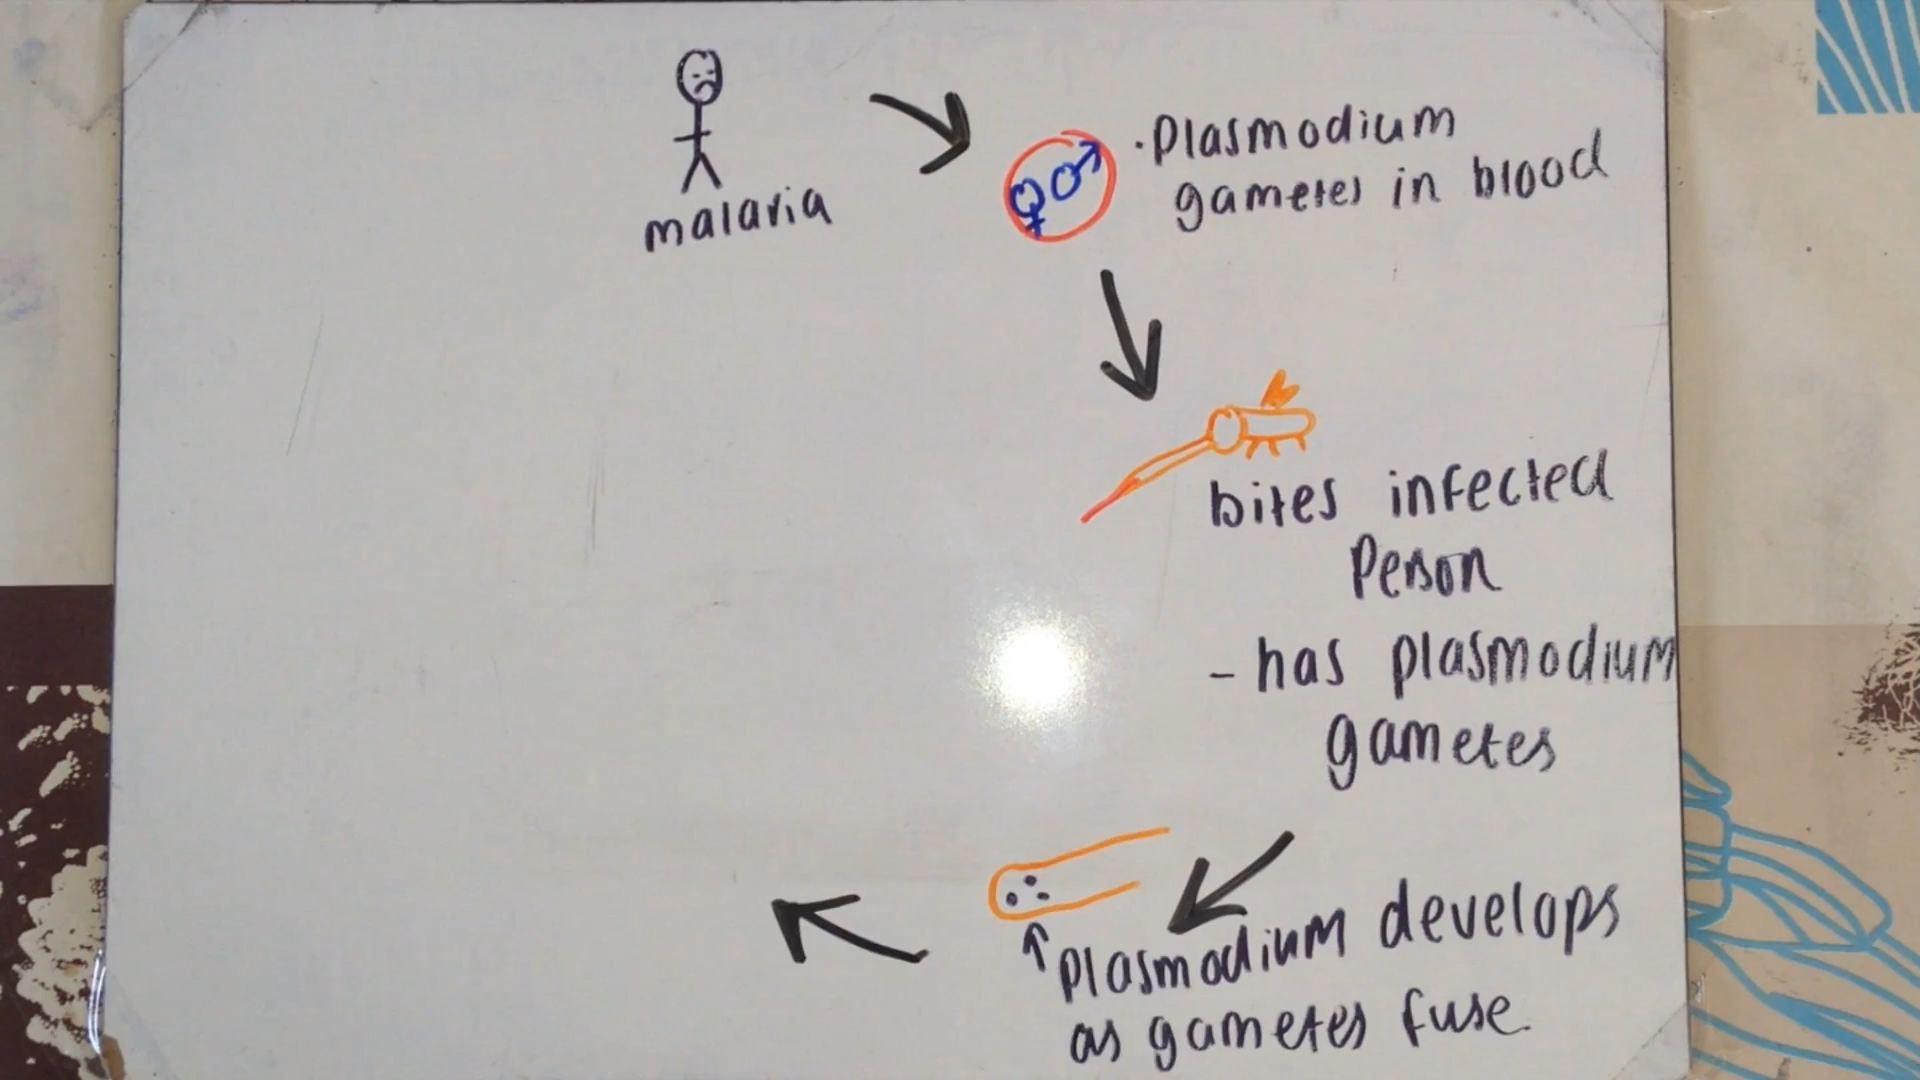 malaria
· Plasmodium
gametes in blood
bites infected
Person
- has plasmodium
gametes
Plasmodium develops
as gametes fuse